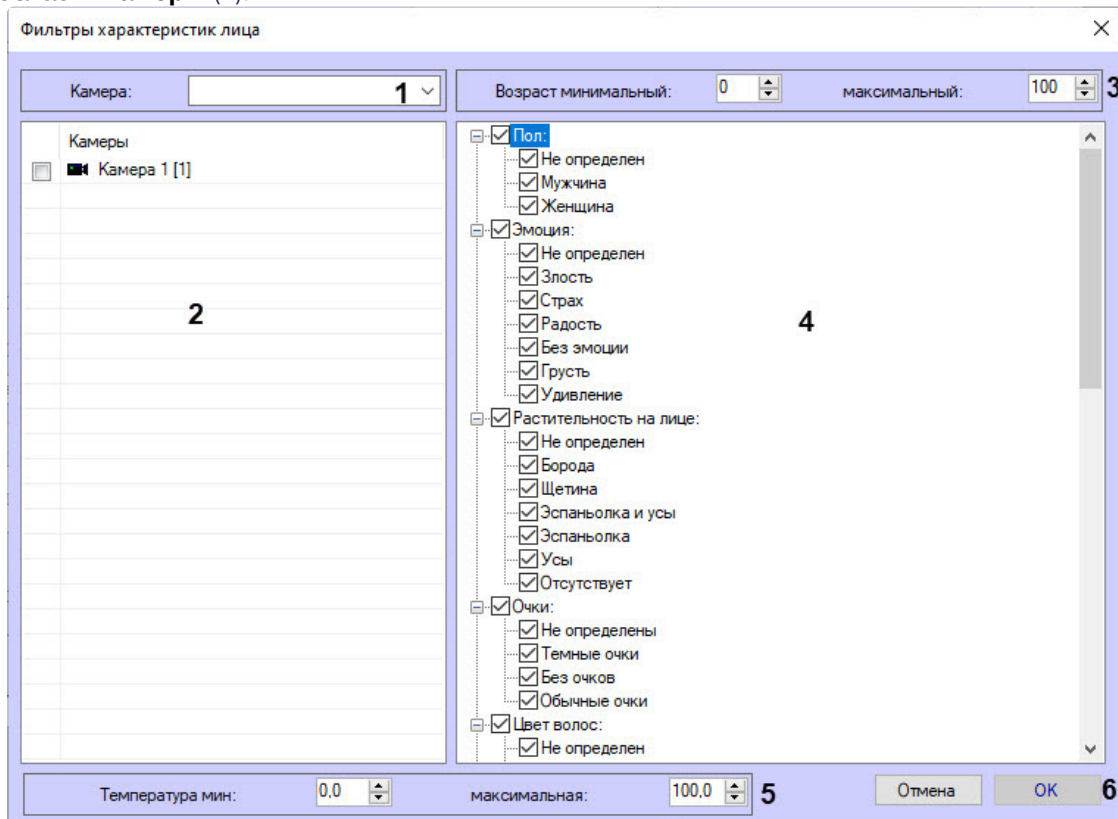 Фильтры характеристик лица
Камера: 1
Возраст минимальный: 0 максимальный: 100 3
Камеры
Камера 1 [1]
2
Пол:
Не определен
Мужчина
Женщина
Эмоция:
Не определен
Злость
Страх
Радость
Без эмоции
Грусть
Удивление
4
Растительность на лице:
Не определен
Борода
Щетина
Эспаньолка и усы
Эспаньолка
Усы
Отсутствует
Очки:
Не определены
Темные очки
Без очков
Обычные очки
Цвет волос:
Не определен
Температура мин: 0,0 максимальная: 100,0 5
Отмена OK 6